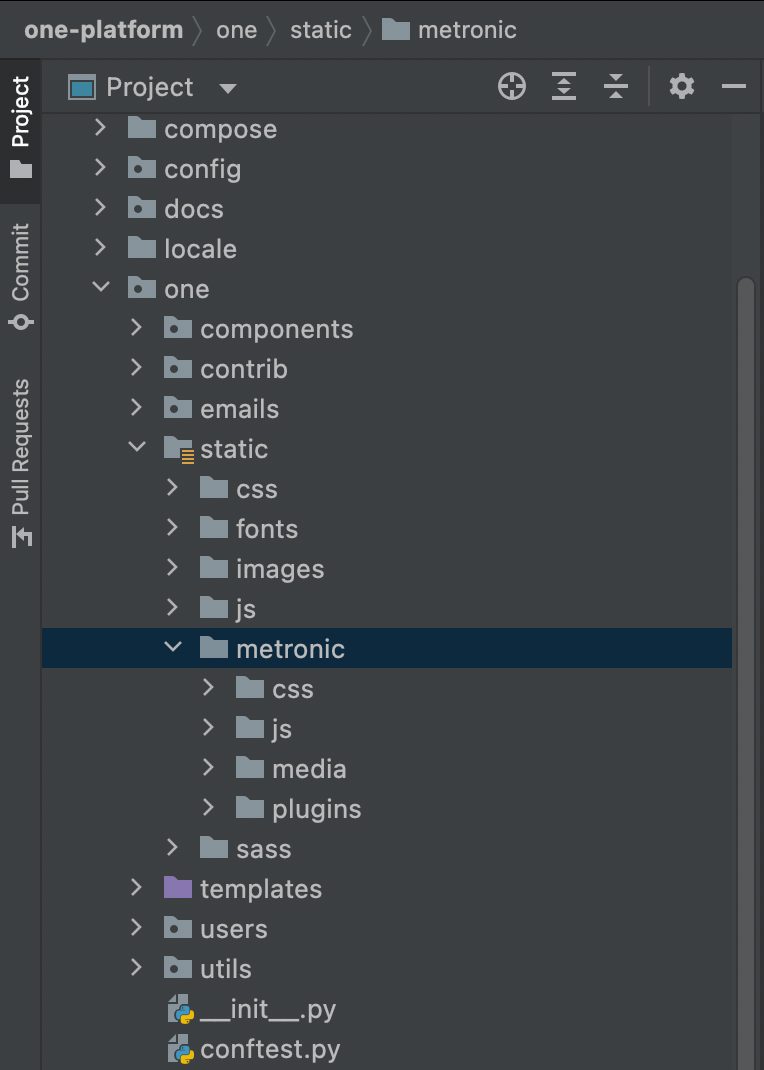 one-platform one static metronic
Project
Project
Commit
Pull Requests
compose
config
docs
locale
one
components
contrib
emails
static
css
fonts
images
js
metronic
css
js
media
plugins
sass
templates
users
utils
__init__.py
conftest.py